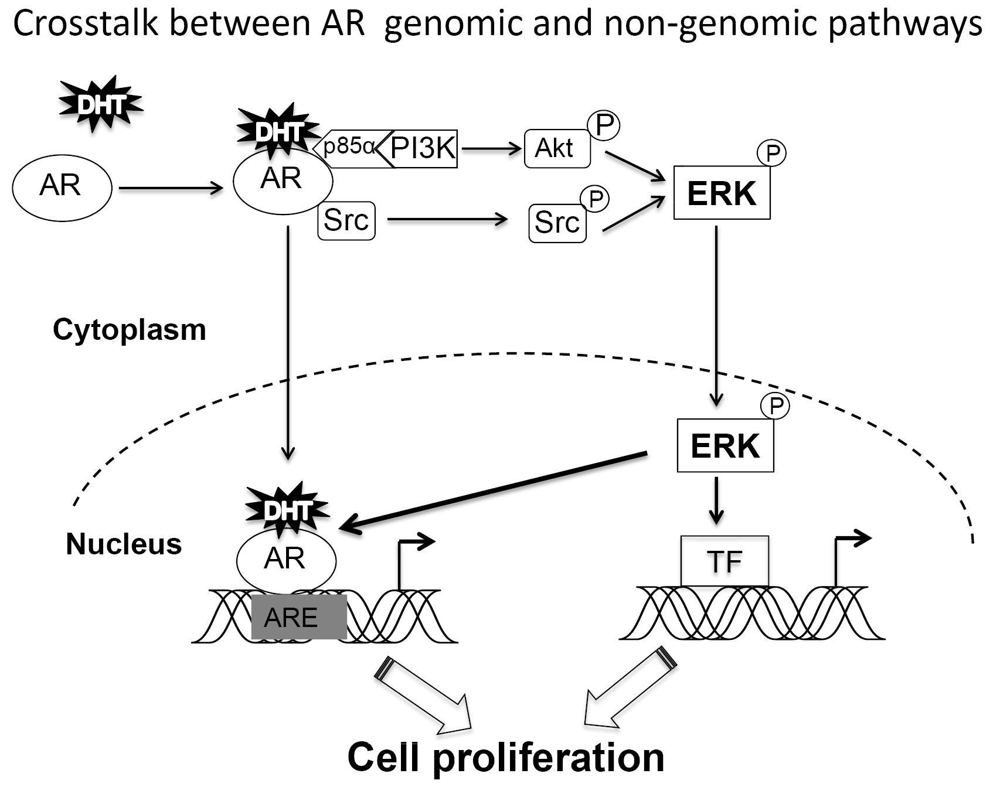 Crosstalk between AR genomic and non-genomic pathways
DHT
AR
DHT
AR
p85α
PI3K
Src
Akt
P
Src
P
ERK
P
Cytoplasm
Nucleus
ERK
P
DHT
AR
ARE
TF
Cell proliferation